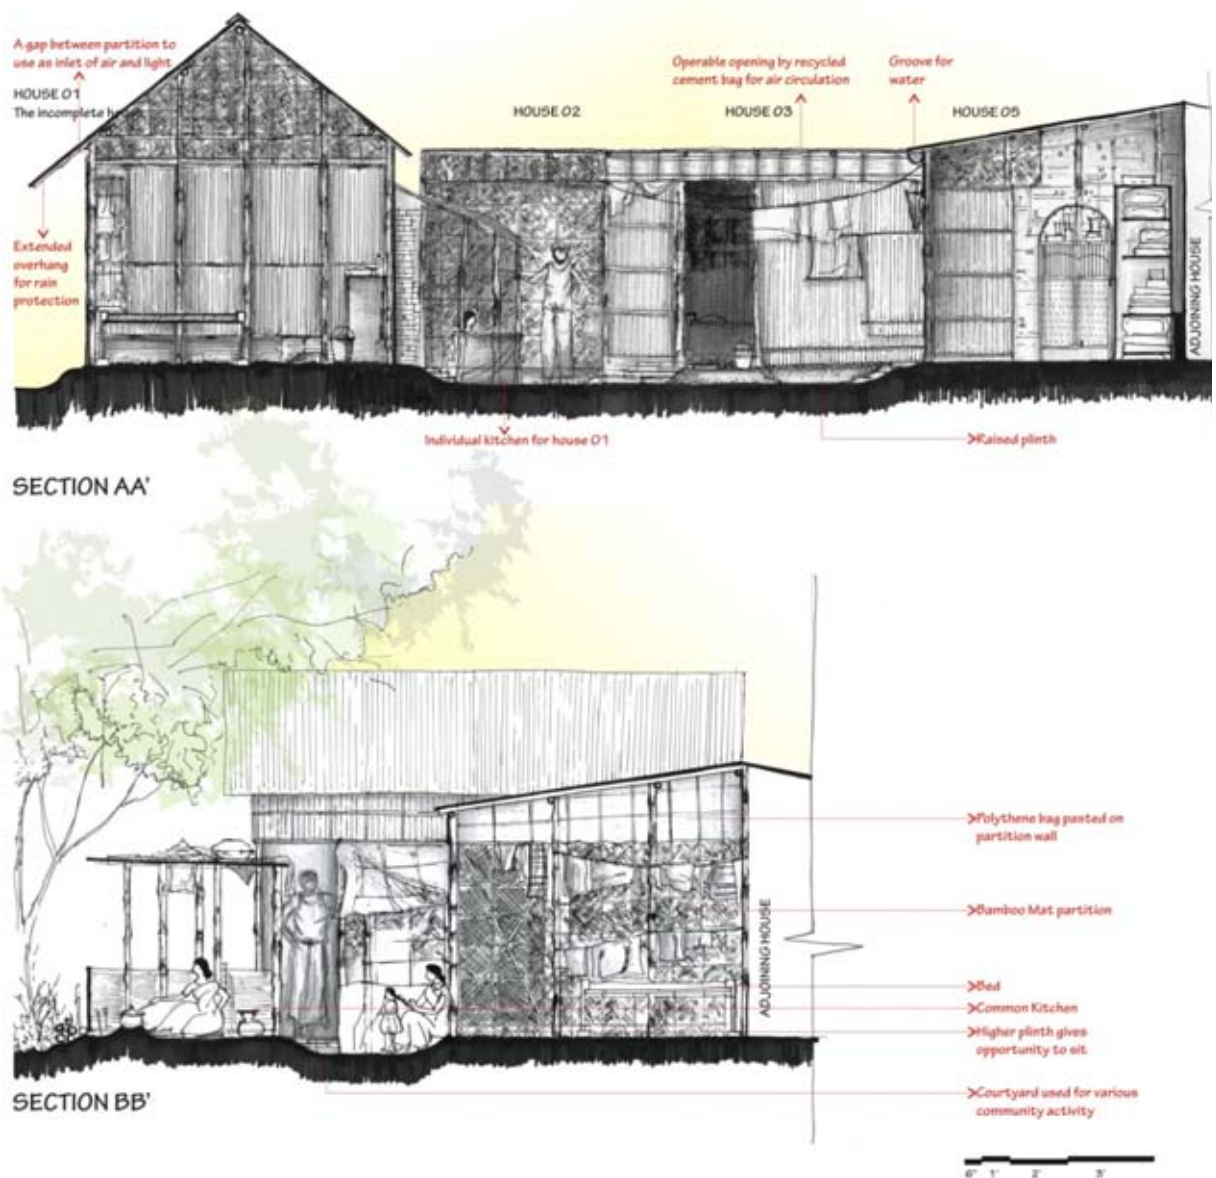 A gap between partition to
use as inlet of air and light
HOUSE 01
The incomplete
Operable opening by recycled
cement bag for air circulation
Groove for
water
HOUSE 02
HOUSE 03
HOUSE 05
Extended
overhang
for rain
protection
ADJOINING HOUSE
Individual kitchen for house 01
Raised plinth
SECTION AA'
Polythene bag pasted on
partition wall
Bamboo Mat partition
ADJOINING HOUSE
Bed
Common Kitchen
Higher plinth gives
opportunity to sit
Courtyard used for various
community activity
SECTION BB'
6" 1' 2' 3'